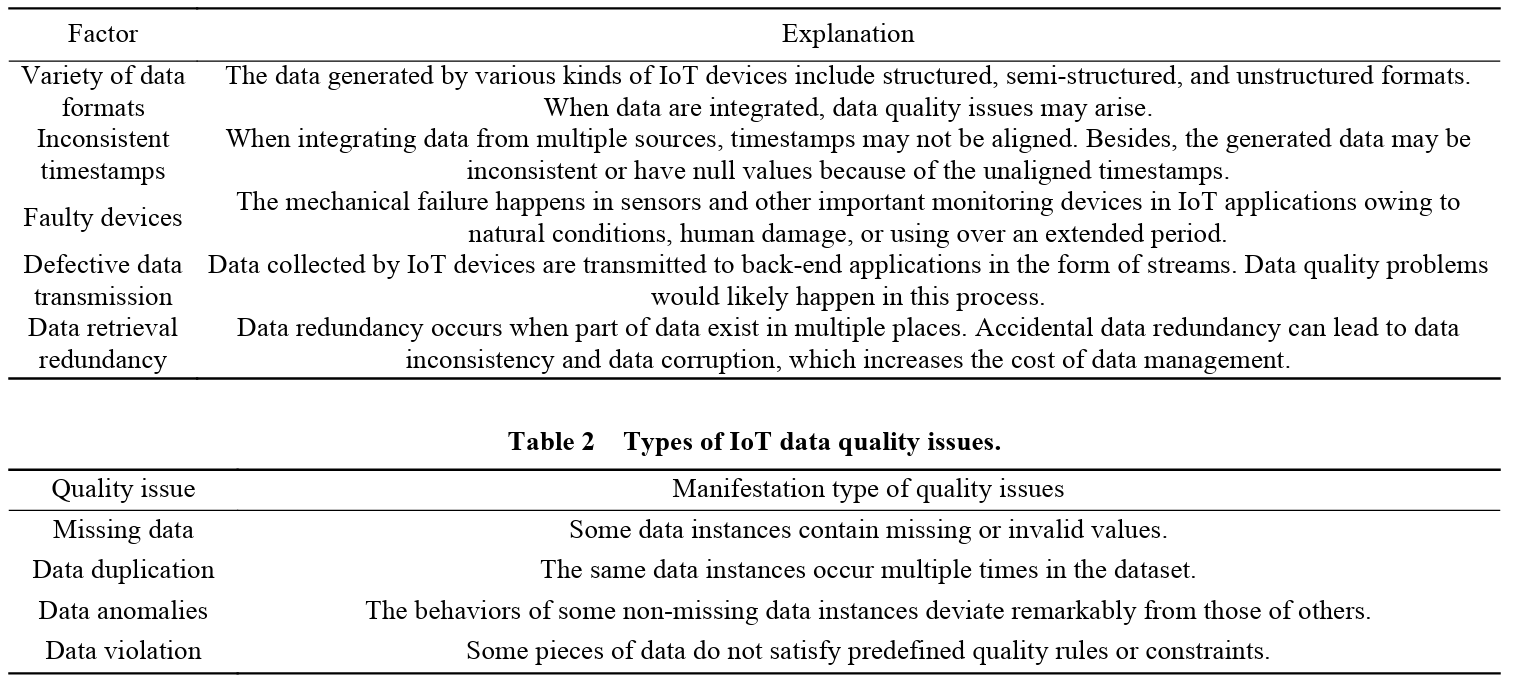 Factor Explanation
Variety of data formats The data generated by various kinds of IoT devices include structured, semi-structured, and unstructured formats.
When data are integrated, data quality issues may arise.
Inconsistent timestamps When integrating data from multiple sources, timestamps may not be aligned. Besides, the generated data may be
inconsistent or have null values because of the unaligned timestamps.
Faulty devices The mechanical failure happens in sensors and other important monitoring devices in IoT applications owing to
natural conditions, human damage, or using over an extended period.
Defective data transmission Data collected by IoT devices are transmitted to back-end applications in the form of streams. Data quality problems
would likely happen in this process.
Data retrieval redundancy Data redundancy occurs when part of data exist in multiple places. Accidental data redundancy can lead to data
inconsistency and data corruption, which increases the cost of data management.
Table 2 Types of IoT data quality issues.
Quality issue Manifestation type of quality issues
Missing data Some data instances contain missing or invalid values.
Data duplication The same data instances occur multiple times in the dataset.
Data anomalies The behaviors of some non-missing data instances deviate remarkably from those of others.
Data violation Some pieces of data do not satisfy predefined quality rules or constraints.